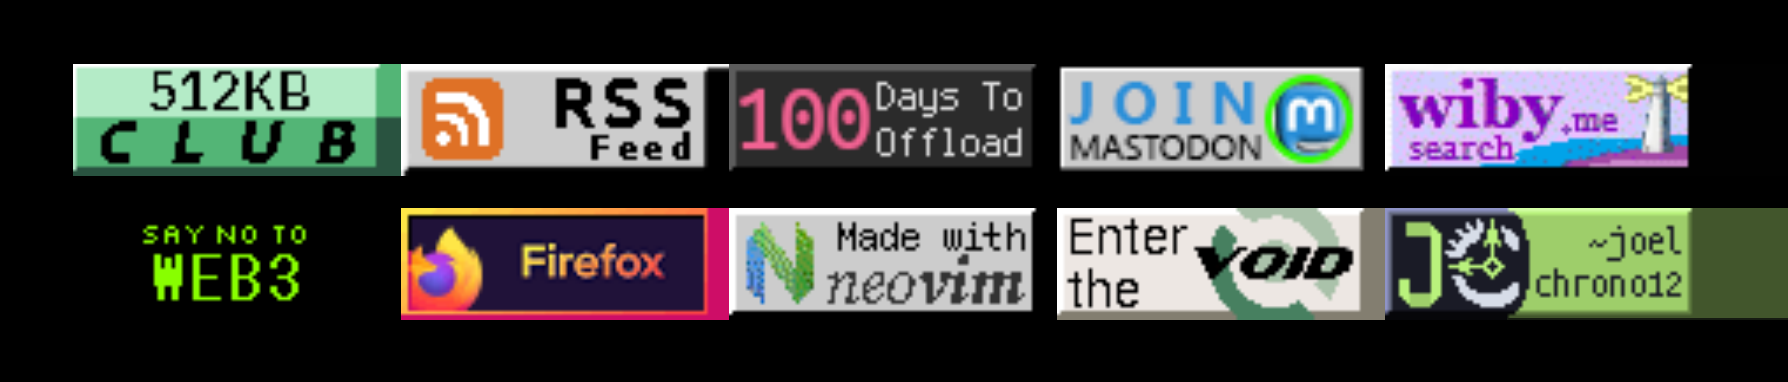 512KB
CLUB
RSS
Feed
100
Days To
Offload
JOIN
MASTODON
wiby.me
search
SAY NO TO
WEB3
Firefox
Made with
neovim
Enter
the
VOID
~joel
chrono12